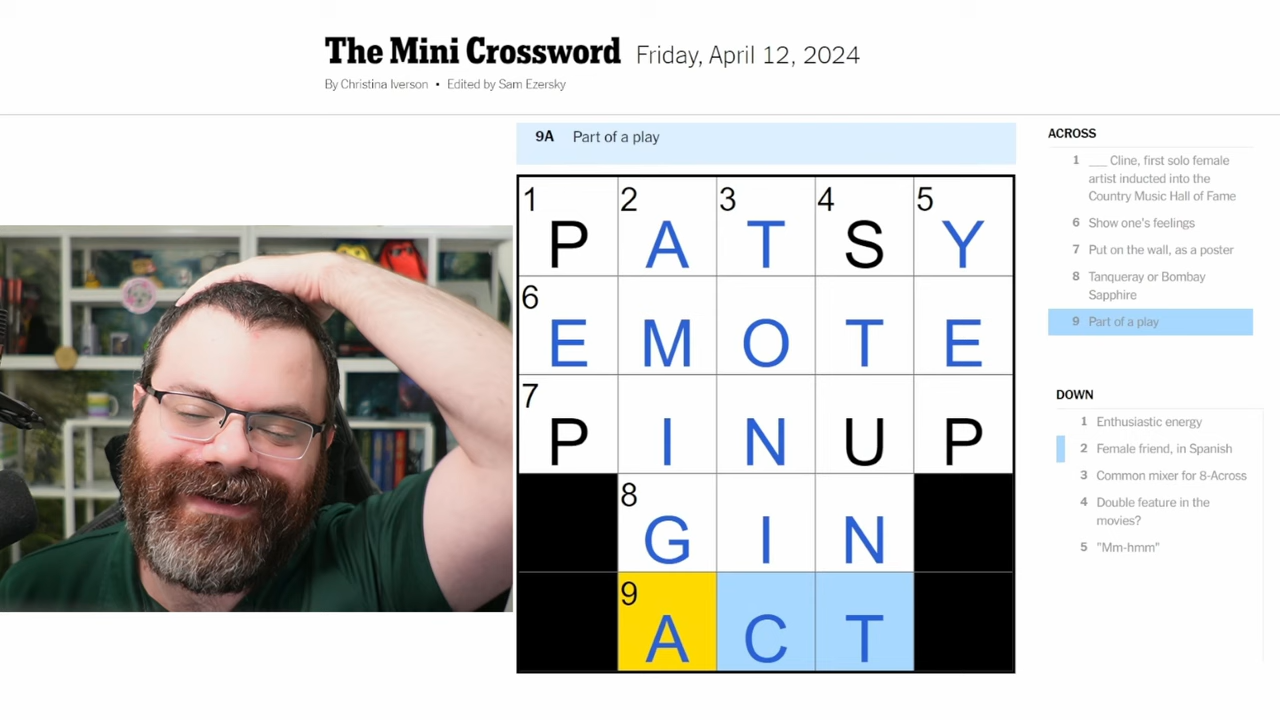 The Mini Crossword Friday, April 12, 2024
By Christina Iverson • Edited by Sam Ezersky
9A Part of a play
1 2 3 4 5
P A T S Y
6
E M O T E
7
P I N U P
8
G I N
9
A C T
ACROSS
1 ___ Cline, first solo female
artist inducted into the
Country Music Hall of Fame
6 Show one's feelings
7 Put on the wall, as a poster
8 Tanqueray or Bombay
Sapphire
9 Part of a play
DOWN
1 Enthusiastic energy
2 Female friend, in Spanish
3 Common mixer for 8-Across
4 Double feature in the
movies?
5 "Mm-hmm"